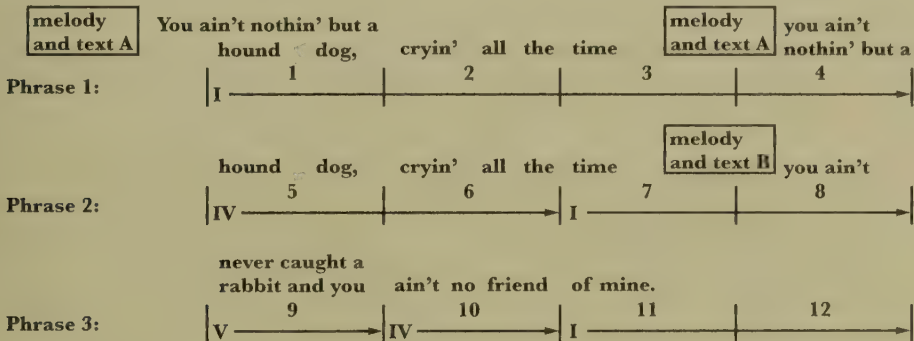 melody
and text A
You ain't nothin' but a
hound dog, cryin' all the time
melody
and text A
you ain't
nothin' but a
1 2 3 4
Phrase 1: I
melody
and text B
hound dog, cryin' all the time you ain't
5 6 7 8
Phrase 2: IV I
never caught a
rabbit and you ain't no friend of mine.
9 10 11 12
Phrase 3: V IV I